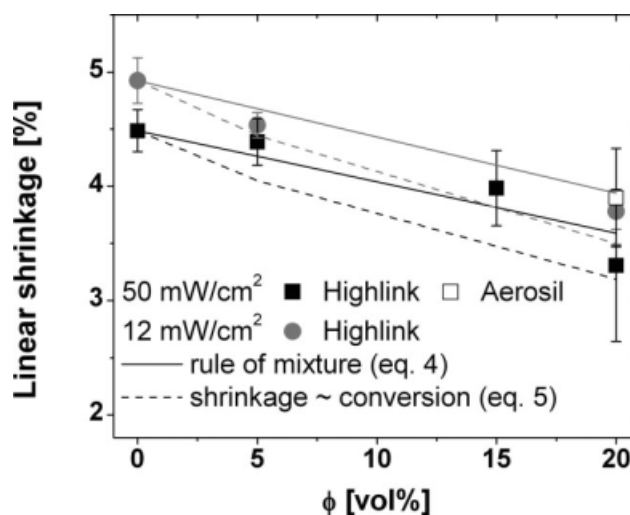 Linear shrinkage [%]
5
4
3
2
50 mW/cm² Highlink Aerosil
12 mW/cm² Highlink
rule of mixture (eq. 4)
shrinkage ~ conversion (eq. 5)
0 5 10 15 20
ϕ [vol%]